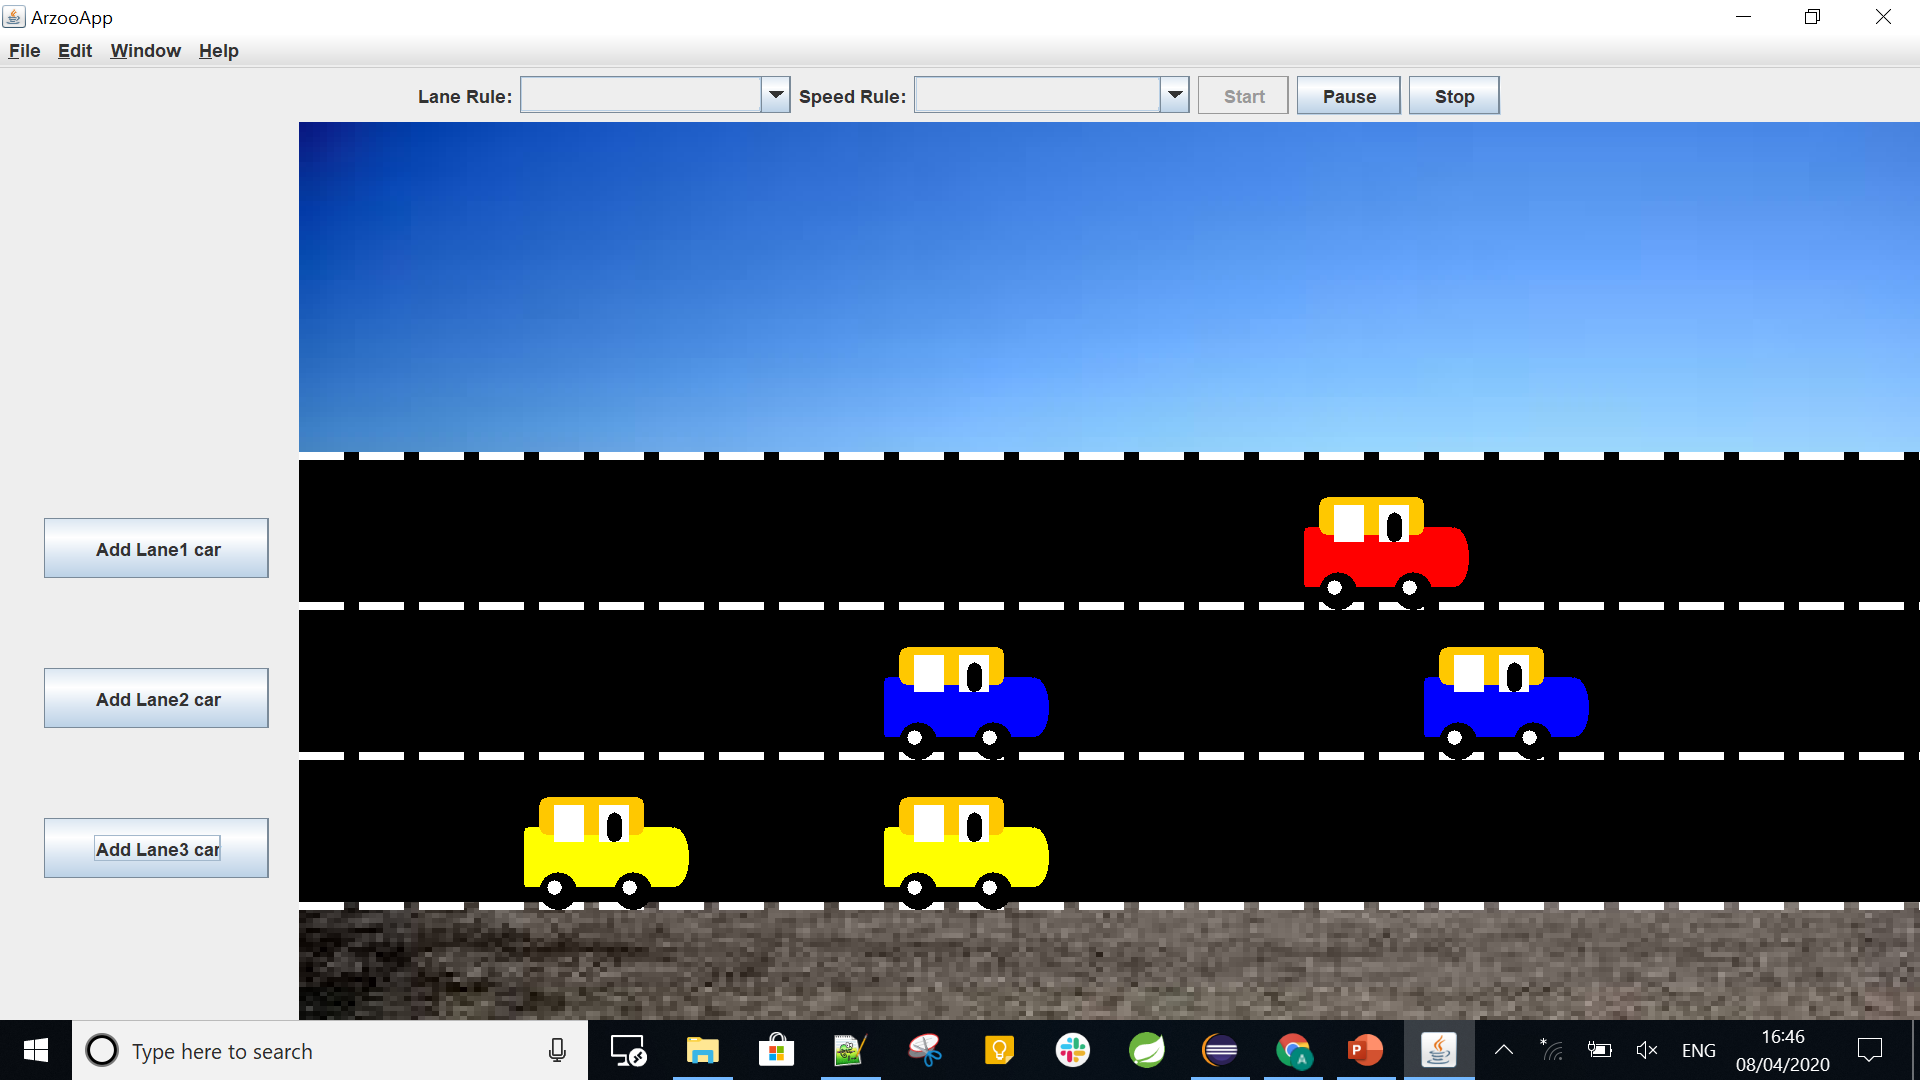 ArzooApp
File Edit Window Help
Lane Rule: Speed Rule: Start Pause Stop
Add Lane1 car
Add Lane2 car
Add Lane3 car
Type here to search
A
P
ENG
16:46
08/04/2020